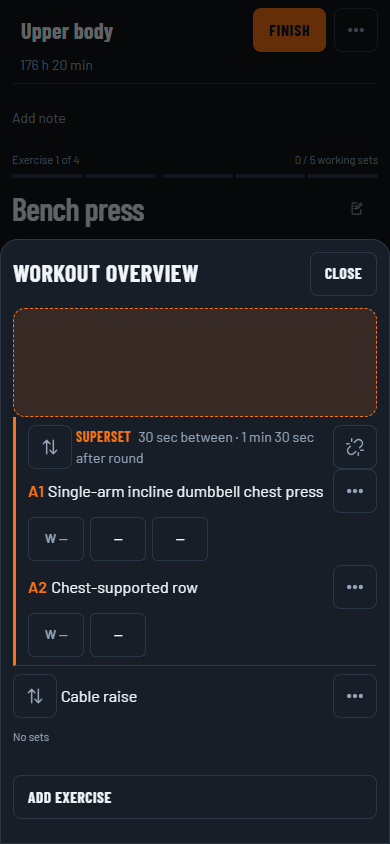 Upper body
FINISH
176 h 20 min
Add note
Exercise 1 of 4
0 / 5 working sets
Bench press
WORKOUT OVERVIEW
CLOSE
SUPERSET 30 sec between · 1 min 30 sec
after round
A1 Single-arm incline dumbbell chest press
W – – –
A2 Chest-supported row
W – –
Cable raise
No sets
ADD EXERCISE